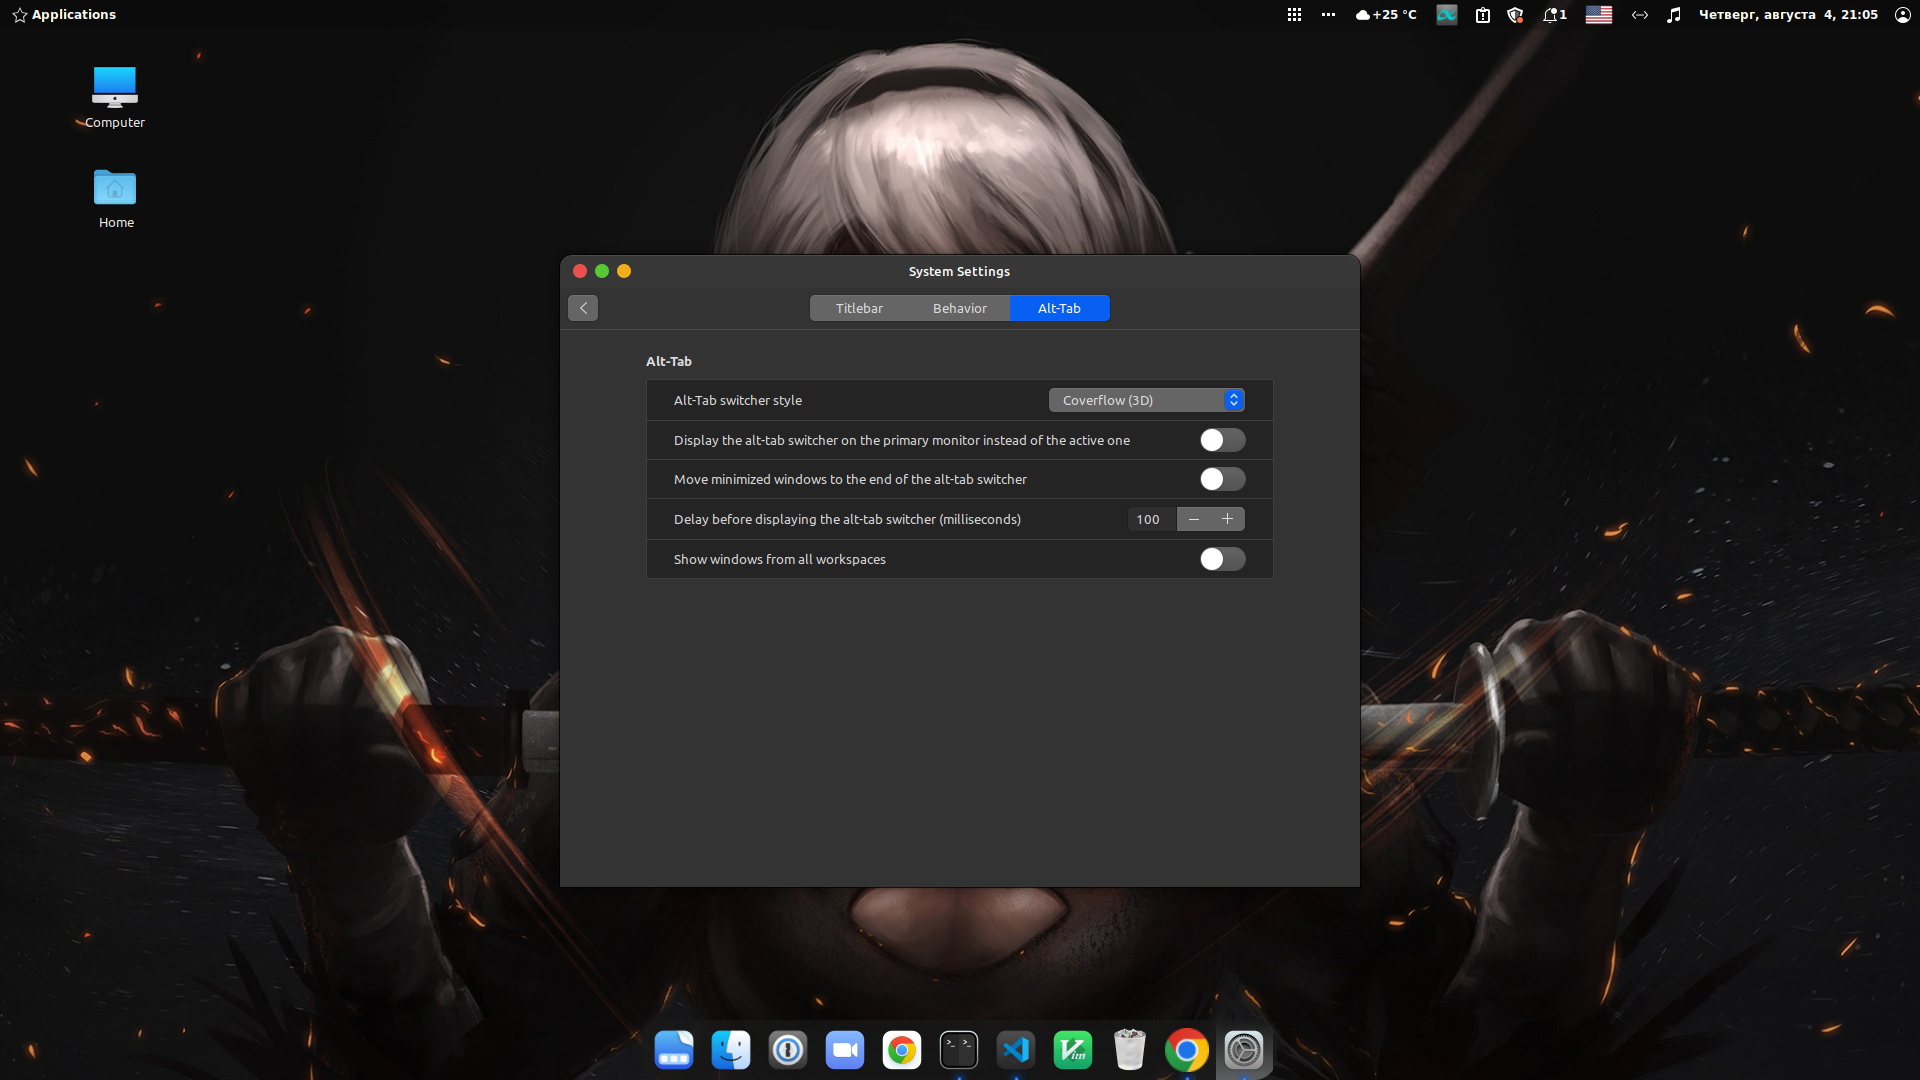 Applications
+25 °C
1
Четверг, августа 4, 21:05
Computer
Home
System Settings
Titlebar
Behavior
Alt-Tab
Alt-Tab
Alt-Tab switcher style
Coverflow (3D)
Display the alt-tab switcher on the primary monitor instead of the active one
Move minimized windows to the end of the alt-tab switcher
Delay before displaying the alt-tab switcher (milliseconds)
100
Show windows from all workspaces
>_ >_
Vim